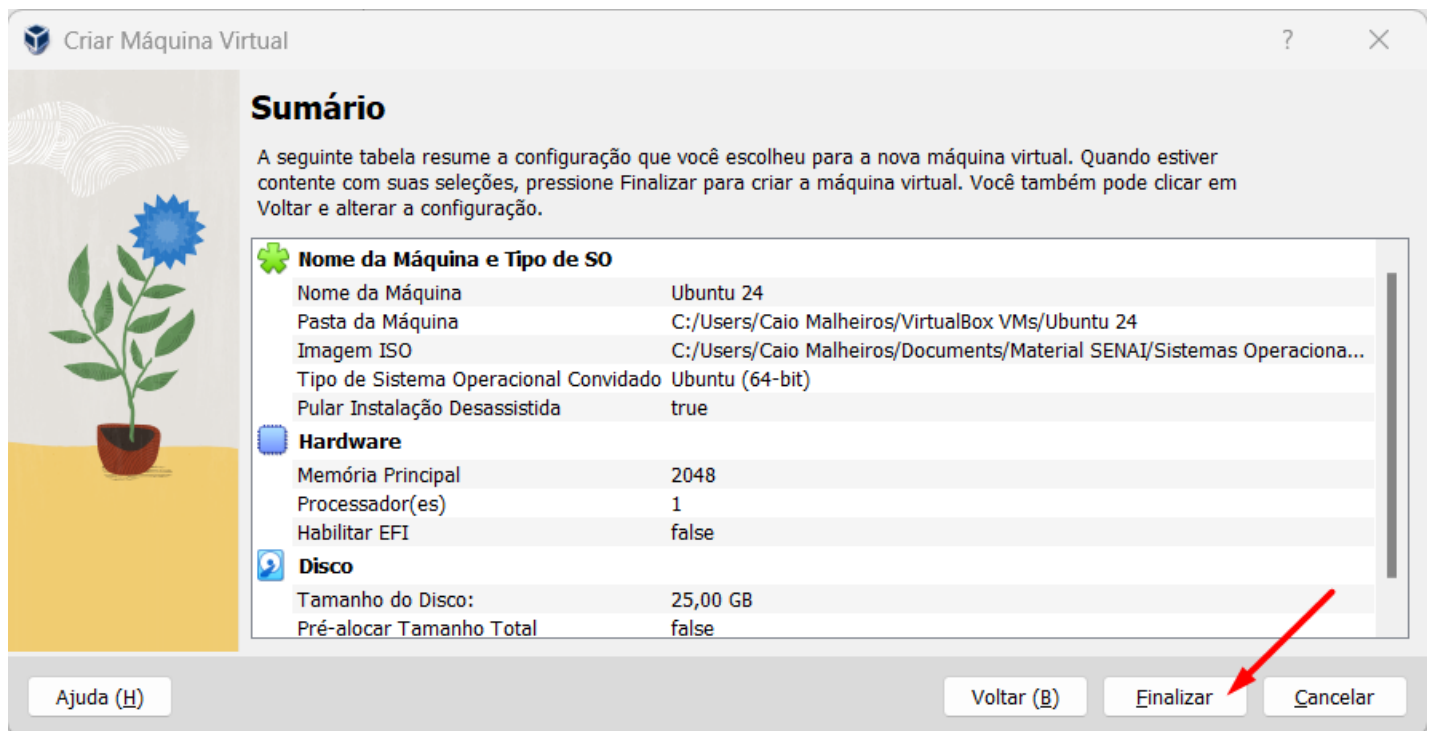 Criar Máquina Virtual
?
Sumário
A seguinte tabela resume a configuração que você escolheu para a nova máquina virtual. Quando estiver
contente com suas seleções, pressione Finalizar para criar a máquina virtual. Você também pode clicar em
Voltar e alterar a configuração.
Nome da Máquina e Tipo de SO
Nome da Máquina Ubuntu 24
Pasta da Máquina C:/Users/Caio Malheiros/VirtualBox VMs/Ubuntu 24
Imagem ISO C:/Users/Caio Malheiros/Documents/Material SENAI/Sistemas Operaciona...
Tipo de Sistema Operacional Convidado Ubuntu (64-bit)
Pular Instalação Desassistida true
Hardware
Memória Principal 2048
Processador(es) 1
Habilitar EFI false
Disco
Tamanho do Disco: 25,00 GB
Pré-alocar Tamanho Total false
Ajuda (H) Voltar (B) Finalizar Cancelar